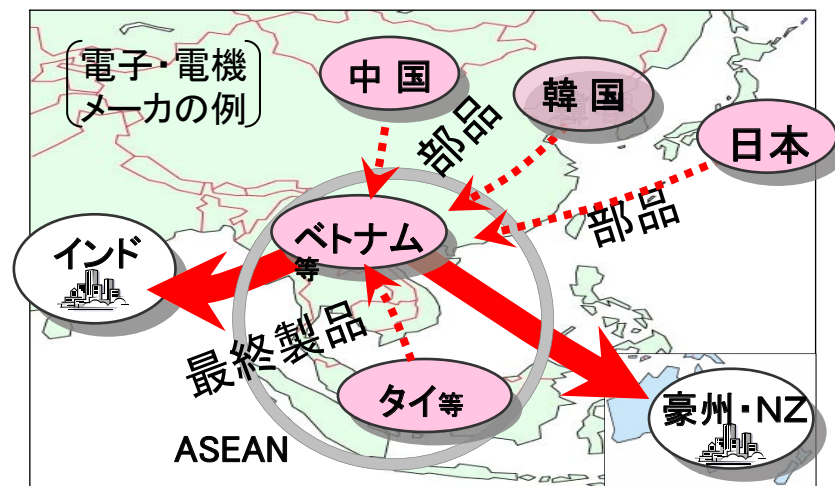 電子・電機
メーカの例
中国
韓国
日本
部品
部品
ベトナム
等
インド
最終製品
タイ等
豪州・NZ
ASEAN